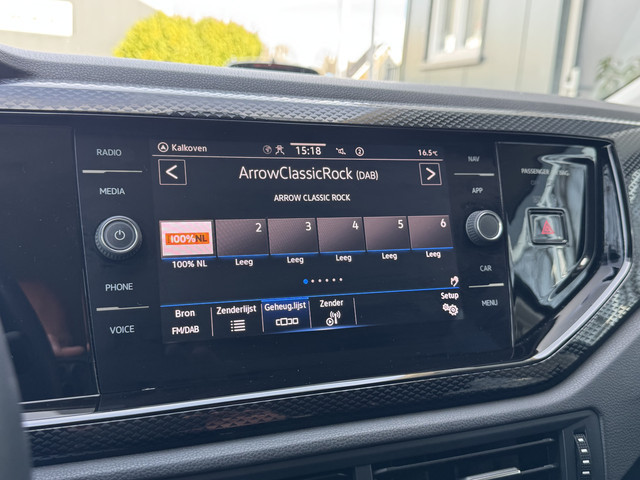 RADIO
MEDIA
PHONE
VOICE
Kalkoven 15:18 2 16.5°C
< ArrowClassicRock (DAB) >
ARROW CLASSIC ROCK
100%NL 2 3 4 5 6
100% NL Leeg Leeg Leeg Leeg Leeg
Bron Zenderlijst Geheug.lijst Zender Setup
FM/DAB
NAV
APP
CAR
MENU
PASSENGER